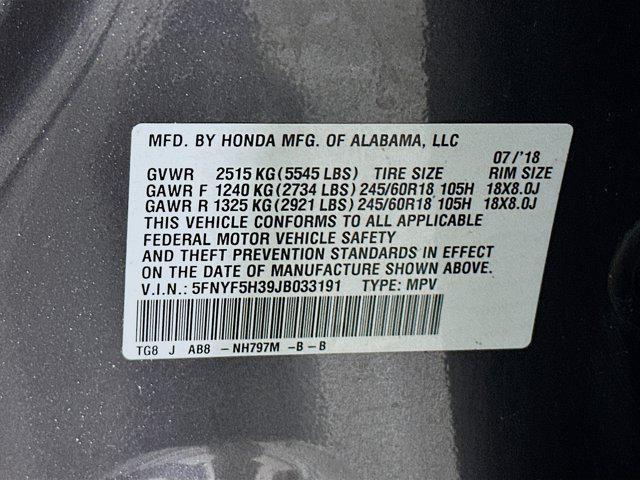 MFD. BY HONDA MFG. OF ALABAMA, LLC
07/'18
GVWR 2515 KG (5545 LBS) TIRE SIZE RIM SIZE
GAWR F 1240 KG (2734 LBS) 245/60R18 105H 18X8.0J
GAWR R 1325 KG (2921 LBS) 245/60R18 105H 18X8.0J
THIS VEHICLE CONFORMS TO ALL APPLICABLE
FEDERAL MOTOR VEHICLE SAFETY
AND THEFT PREVENTION STANDARDS IN EFFECT
ON THE DATE OF MANUFACTURE SHOWN ABOVE.
V.I.N.: 5FNYF5H39JB033191 TYPE: MPV
TG8 J AB8 - NH797M - B - B